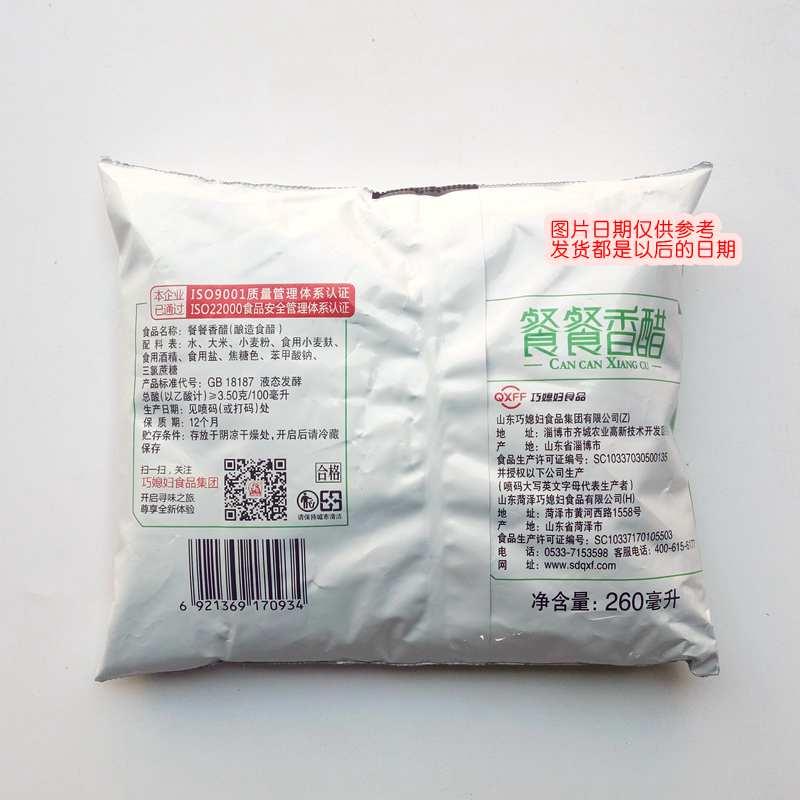 图片日期仅供参考
发货都是以后的日期
本企业已通过
ISO9001质量管理体系认证
ISO22000食品安全管理体系认证
食品名称：餐餐香醋(酿造食醋)
配料表：水、大米、小麦粉、食用小麦麸、
食用酒精、食用盐、焦糖色、苯甲酸钠、
三氯蔗糖
产品标准代号：GB 18187 液态发酵
总酸(以乙酸计)≥3.50克/100毫升
生产日期：见喷码(或打码)处
保质期：12个月
贮存条件：存放于阴凉干燥处，开启后请冷藏
保存
扫一扫，关注
巧媳妇食品集团
开启寻味之旅
尊享全新体验
合格
请保持城市清洁
6 921369 170934
餐餐香醋
CAN CAN XIANG CU
QXFF 巧媳妇食品
山东巧媳妇食品集团有限公司(Z)
地址：淄博市齐城农业高新技术开发区
产地：山东省淄博市
食品生产许可证编号：SC10337030500135
并授权以下公司生产
(喷码大写英文字母代表生产者)
山东菏泽巧媳妇食品有限公司(H)
地址：菏泽市黄河西路1558号
产地：山东省菏泽市
食品生产许可证编号：SC10337170105503
电话：0533-7153598 客服电话：400-615-6177
网址：www.sdqxf.com
净含量：260毫升